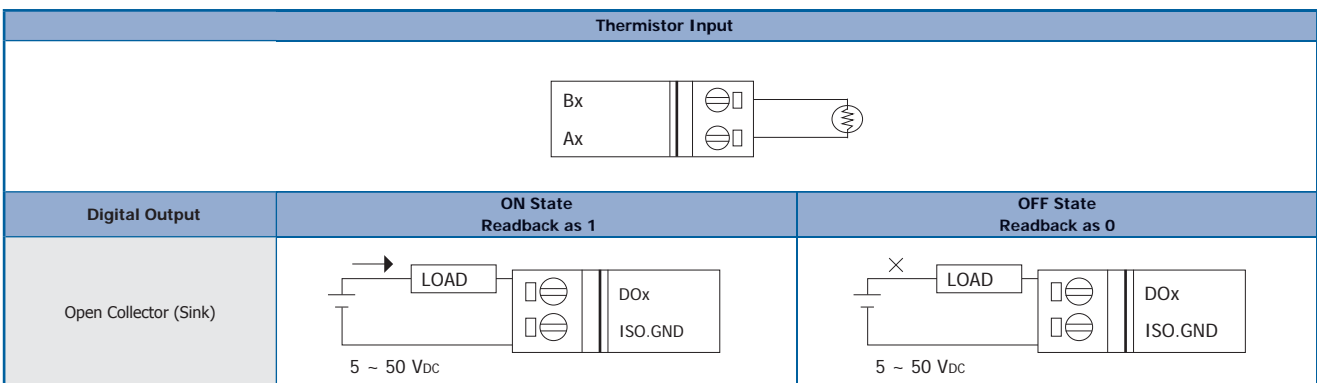 Thermistor Input
Bx
Ax
Digital Output
ON State
Readback as 1
OFF State
Readback as 0
Open Collector (Sink)
LOAD
DOx
ISO.GND
5 ~ 50 VDC
LOAD
DOx
ISO.GND
5 ~ 50 VDC